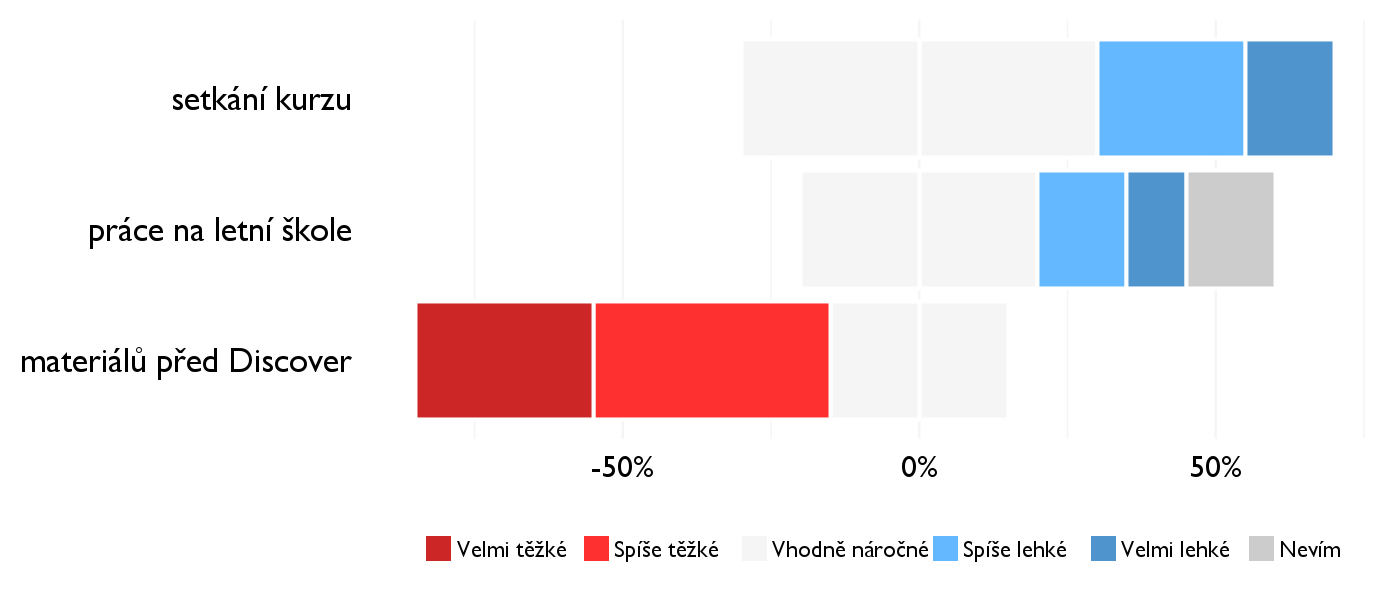 setkání kurzu
práce na letní škole
materiálů před Discover
-50% 0% 50%
Velmi těžké Spíše těžké Vhodně náročné Spíše lehké Velmi lehké Nevím